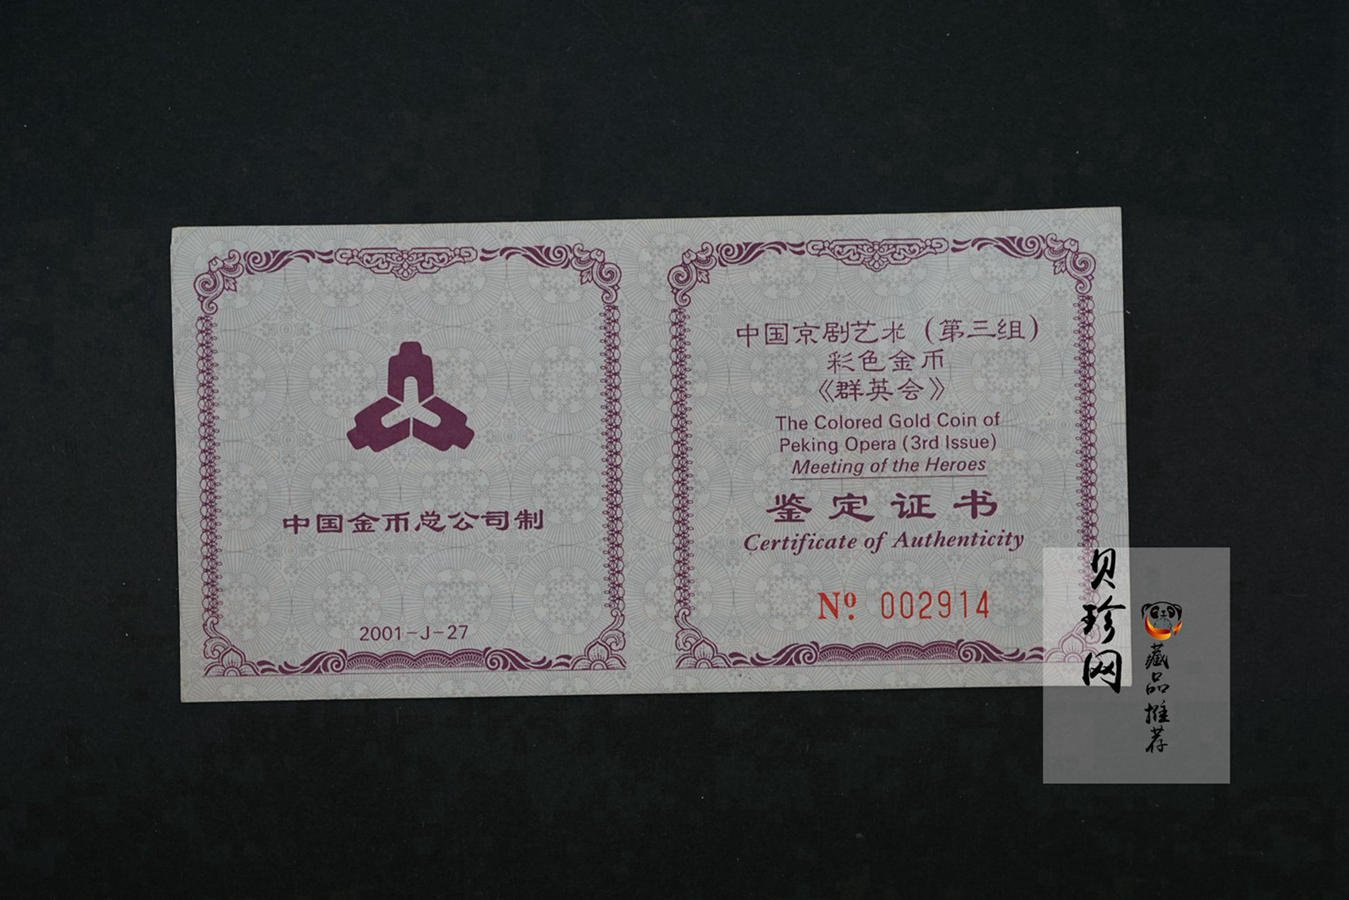 中国金币总公司制
2001-J-27
中国京剧艺术（第三组）
彩色金币
《群英会》
The Colored Gold Coin of
Peking Opera (3rd Issue)
Meeting of the Heroes
鉴定证书
Certificate of Authenticity
Nº 002914
贝珍网
藏品推荐